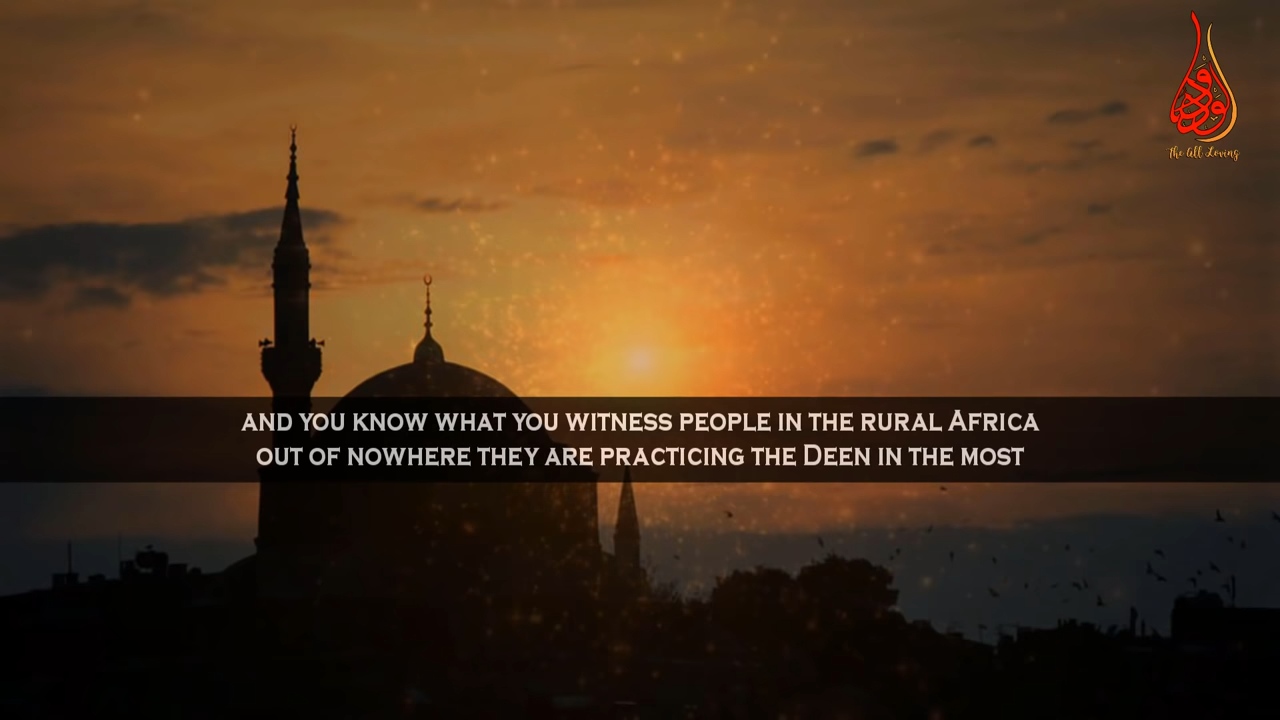 الودود
The All Loving
AND YOU KNOW WHAT YOU WITNESS PEOPLE IN THE RURAL AFRICA
OUT OF NOWHERE THEY ARE PRACTICING THE DEEN IN THE MOST